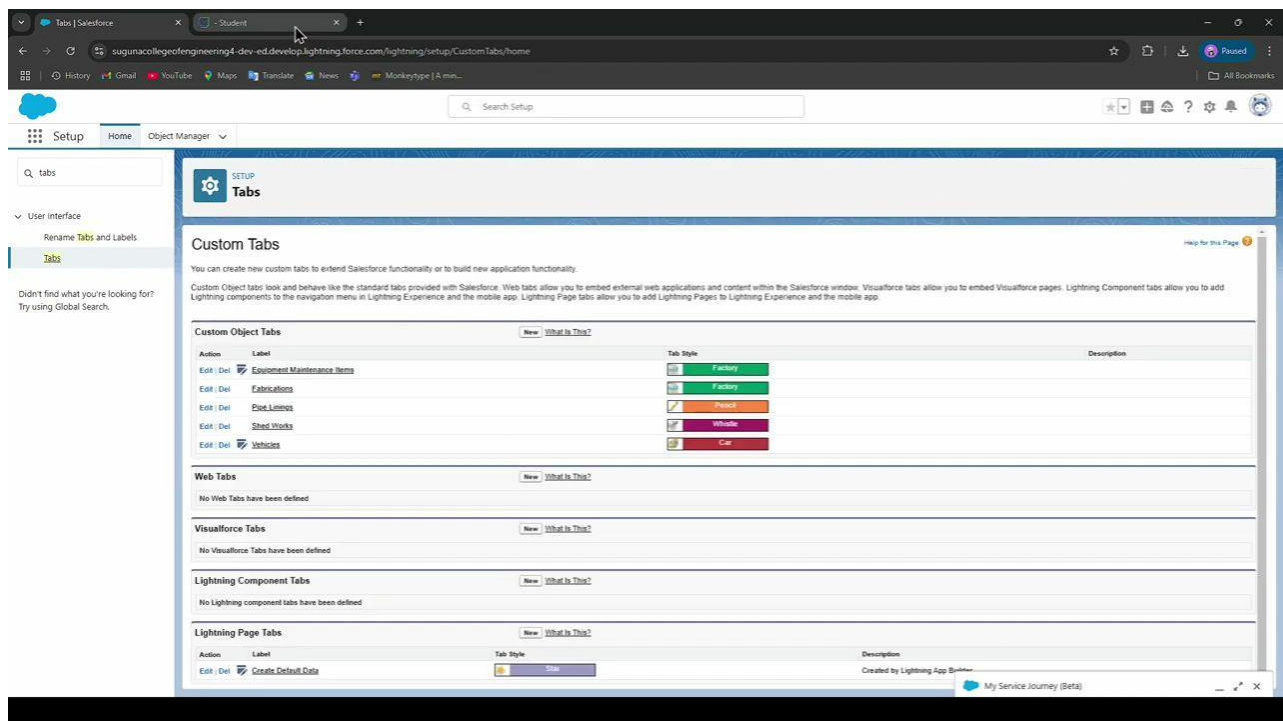 Tabs | Salesforce
- Student
sugunacollegeofengineering4-dev-ed.develop.lightning.force.com/lightning/setup/CustomTabs/home
Paused
History Gmail YouTube Maps Translate News Monkeytype | A min...
All Bookmarks
Search Setup
Setup Home Object Manager
tabs
User Interface
Rename Tabs and Labels
Tabs
Didn't find what you're looking for?
Try using Global Search.
SETUP
Tabs
Custom Tabs
Help for this Page
You can create new custom tabs to extend Salesforce functionality or to build new application functionality.
Custom Object tabs look and behave like the standard tabs provided with Salesforce. Web tabs allow you to embed external web applications and content within the Salesforce window. Visualforce tabs allow you to embed Visualforce pages. Lightning Component tabs allow you to add
Lightning components to the navigation menu in Lightning Experience and the mobile app. Lightning Page tabs allow you to add Lightning Pages to Lightning Experience and the mobile app.
Custom Object Tabs New What Is This?
Action Label Tab Style Description
Edit | Del Equipment Maintenance Items Factory
Edit | Del Fabrications Factory
Edit | Del Pipe Linings Pencil
Edit | Del Shed Works Whistle
Edit | Del Vehicles Car
Web Tabs New What Is This?
No Web Tabs have been defined
Visualforce Tabs New What Is This?
No Visualforce Tabs have been defined
Lightning Component Tabs New What Is This?
No Lightning component tabs have been defined
Lightning Page Tabs New What Is This?
Action Label Tab Style Description
Edit | Del Create Default Data Star Created by Lightning App Builder
My Service Journey (Beta)